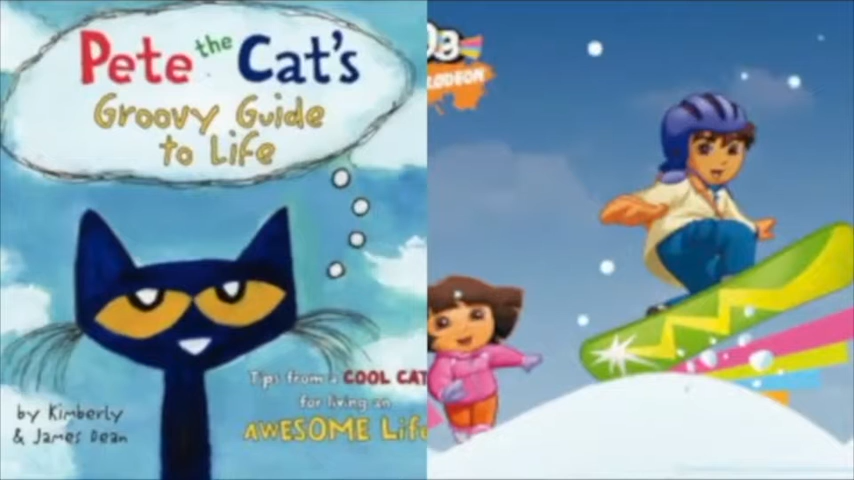 Pete the Cat's
Groovy Guide
to Life
Tips from a COOL CAT
for living an
AWESOME Life
by Kimberly
& James Dean